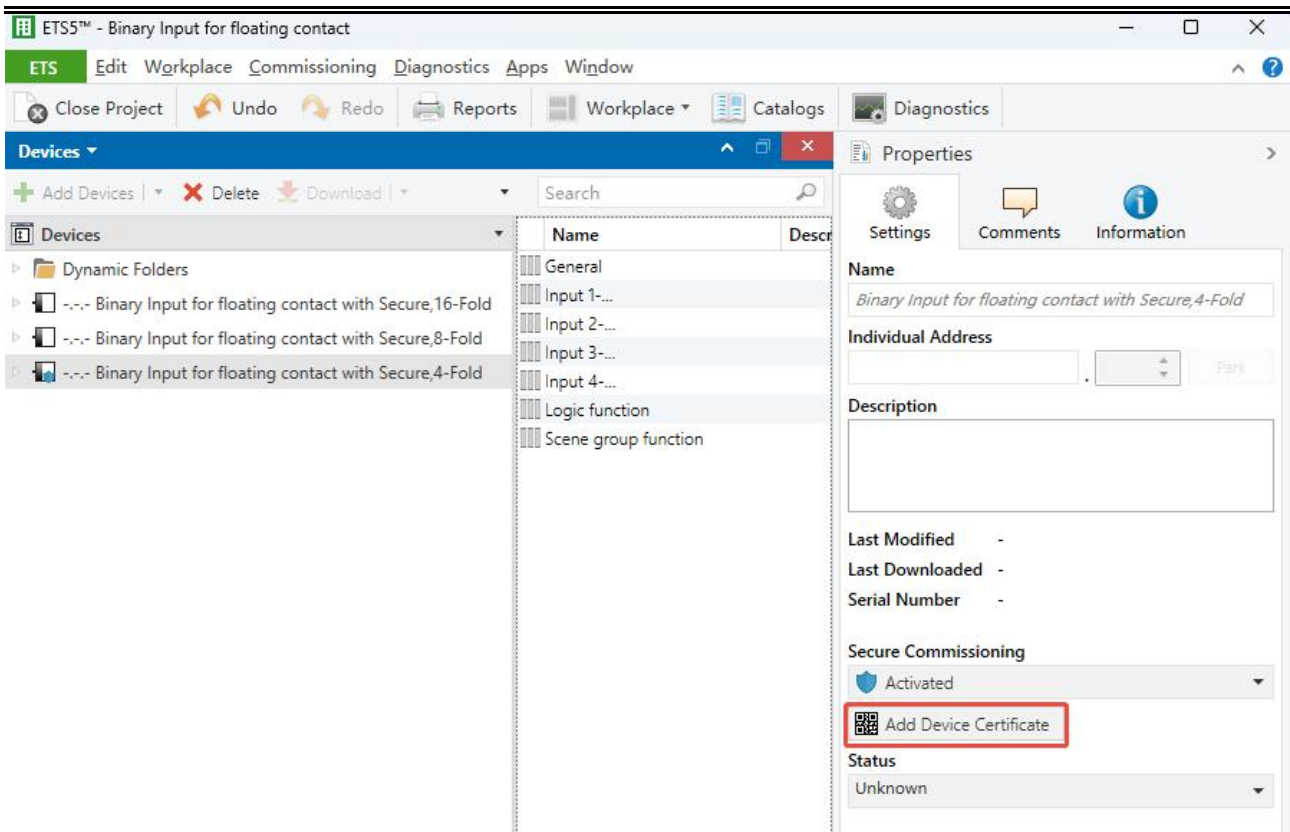 ETS5™ - Binary Input for floating contact
ETS Edit Workplace Commissioning Diagnostics Apps Window
Close Project Undo Redo Reports Workplace Catalogs Diagnostics
Devices
Add Devices Delete Download Search
Devices
Dynamic Folders
-.-.- Binary Input for floating contact with Secure,16-Fold
-.-.- Binary Input for floating contact with Secure,8-Fold
-.-.- Binary Input for floating contact with Secure,4-Fold
Name Descr
General
Input 1-...
Input 2-...
Input 3-...
Input 4-...
Logic function
Scene group function
Properties
Settings Comments Information
Name
Binary Input for floating contact with Secure,4-Fold
Individual Address
. Park
Description
Last Modified -
Last Downloaded -
Serial Number -
Secure Commissioning
Activated
Add Device Certificate
Status
Unknown